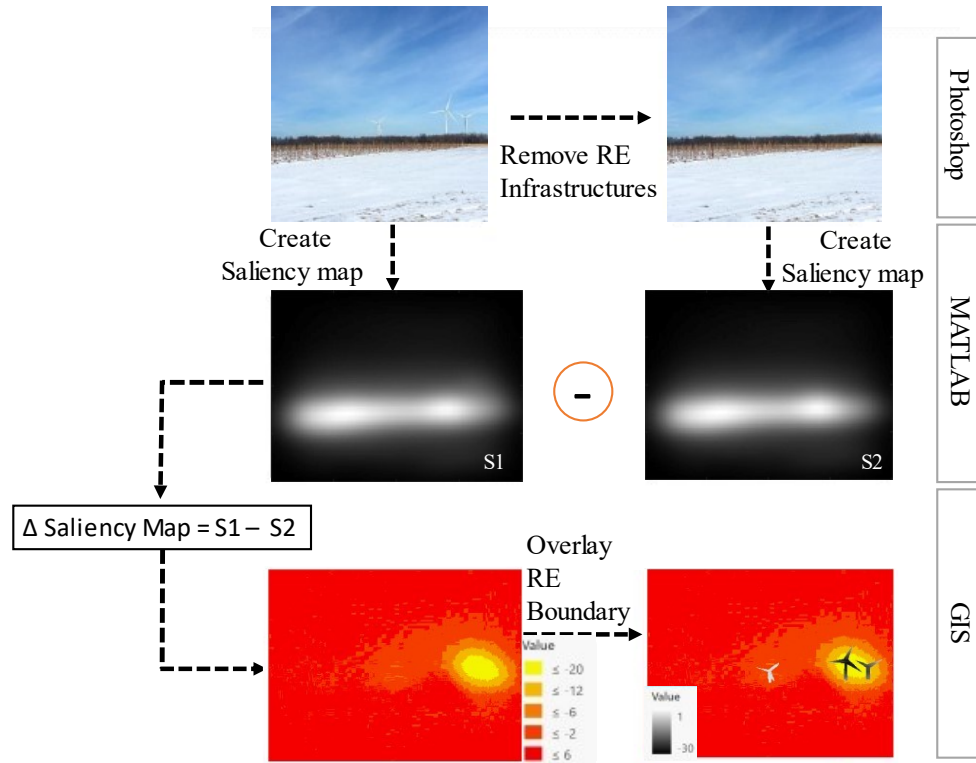 Photoshop
Remove RE
Infrastructures
Create
Saliency map
Create
Saliency map
MATLAB
-
S1
S2
Δ Saliency Map = S1 – S2
Overlay
RE
Boundary
GIS
Value
≤ -20
≤ -12
≤ -6
≤ -2
≤ 6
Value
1
-30